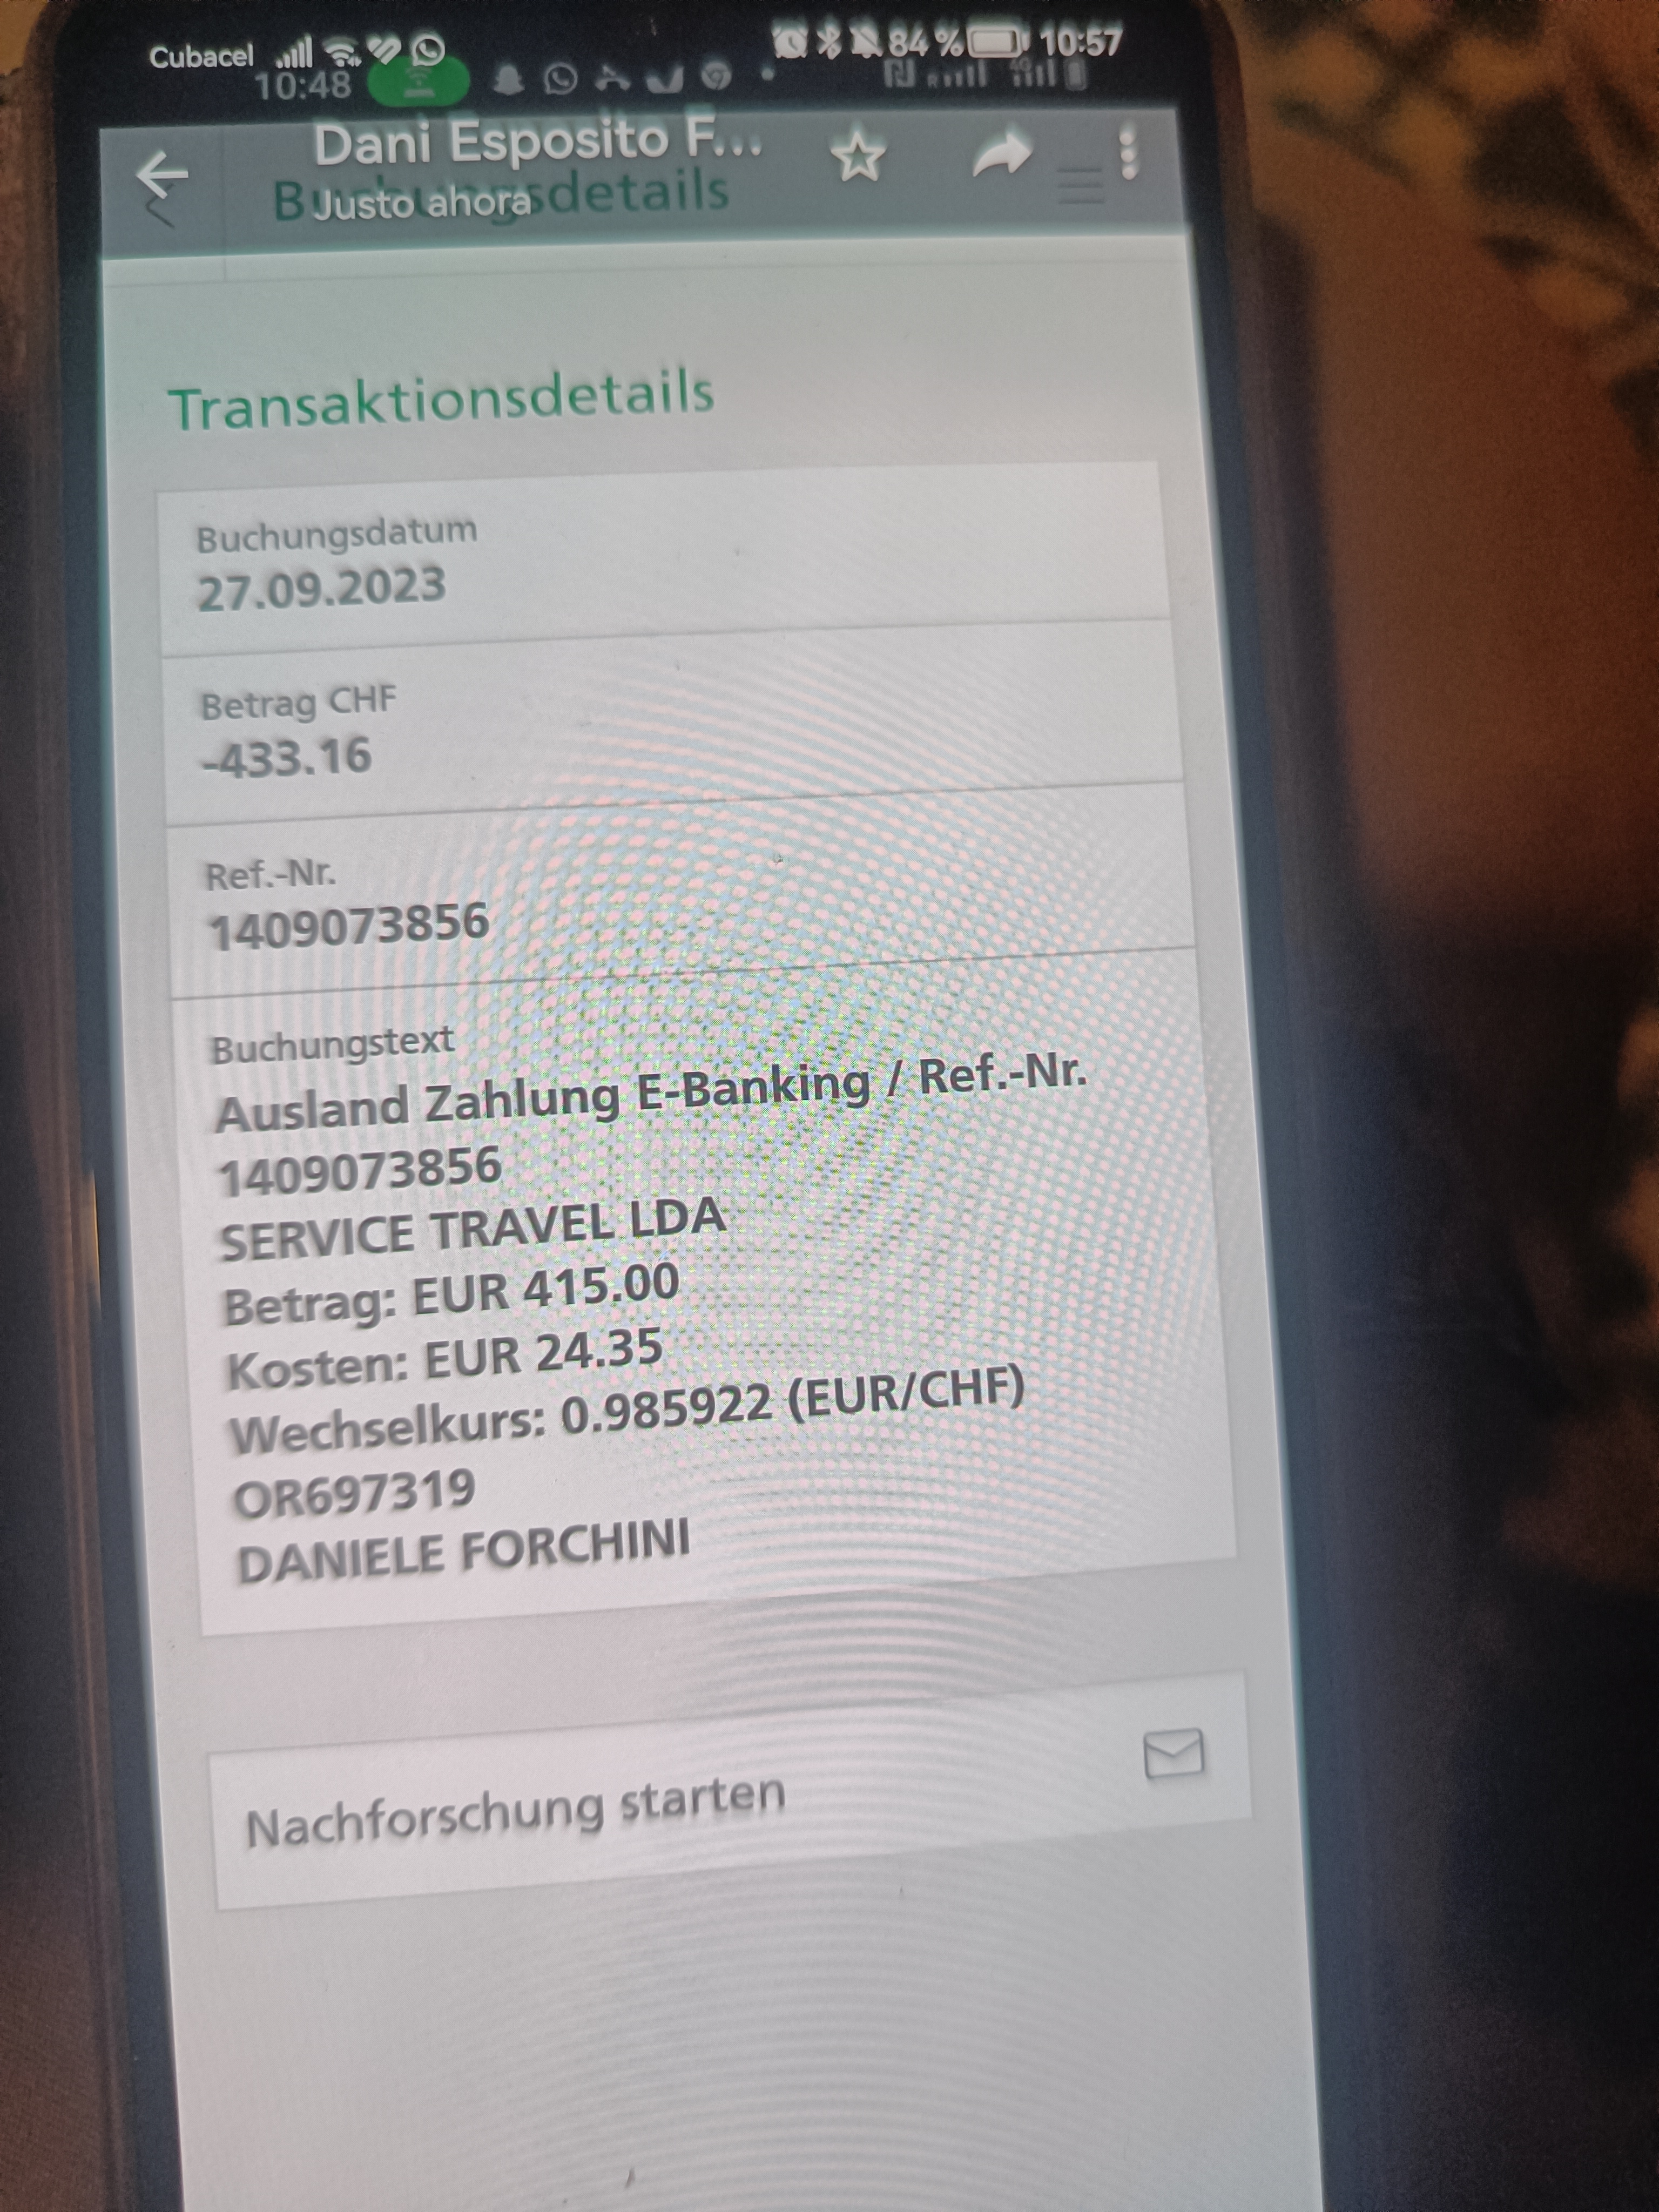 Cubacel 84 % 10:57
10:48
Dani Esposito F...
Buchungsdetails
Justo ahora
Transaktionsdetails
Buchungsdatum
27.09.2023
Betrag CHF
-433.16
Ref.-Nr.
1409073856
Buchungstext
Ausland Zahlung E-Banking / Ref.-Nr.
1409073856
SERVICE TRAVEL LDA
Betrag: EUR 415.00
Kosten: EUR 24.35
Wechselkurs: 0.985922 (EUR/CHF)
OR697319
DANIELE FORCHINI
Nachforschung starten